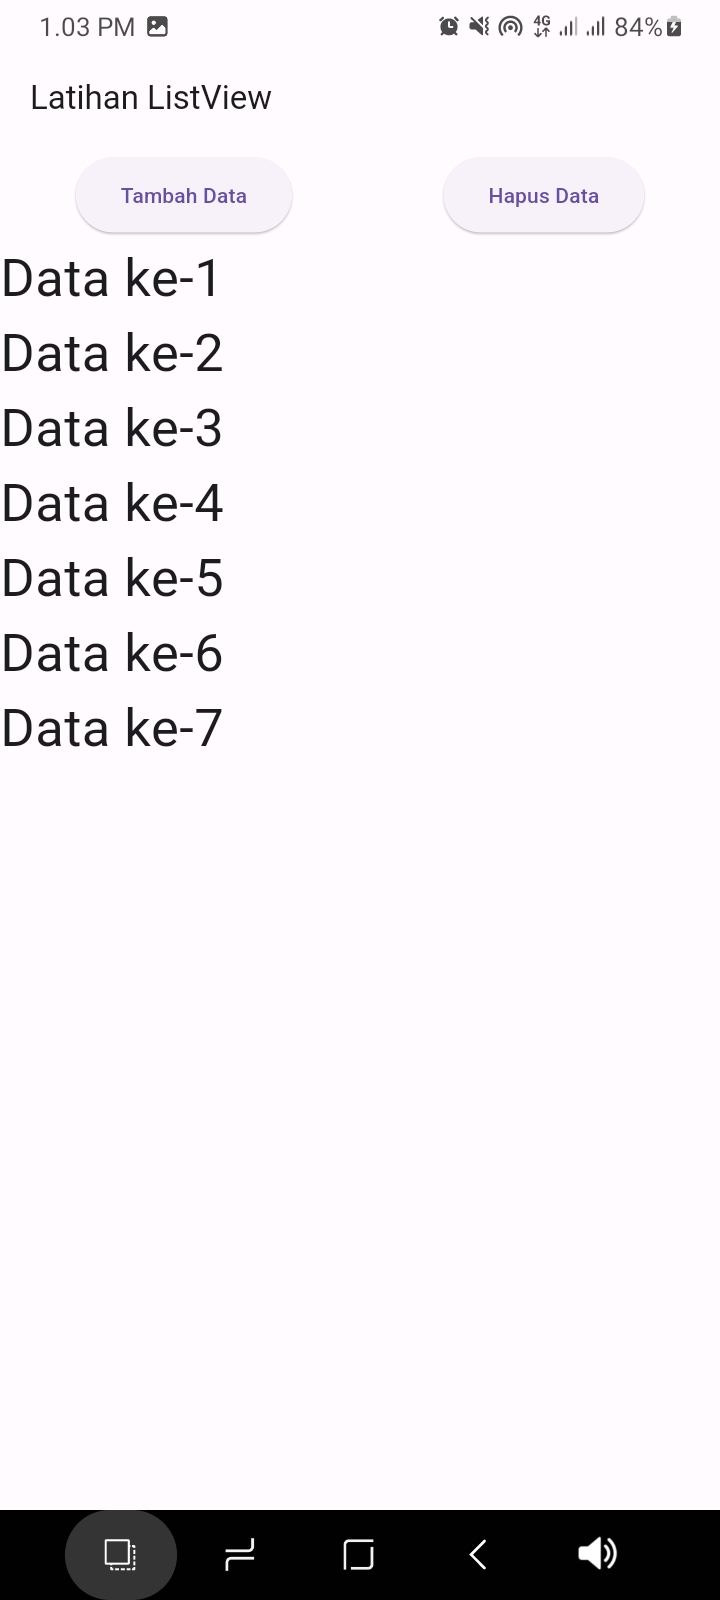 1.03 PM 4G 84%
Latihan ListView
Tambah Data Hapus Data
Data ke-1
Data ke-2
Data ke-3
Data ke-4
Data ke-5
Data ke-6
Data ke-7